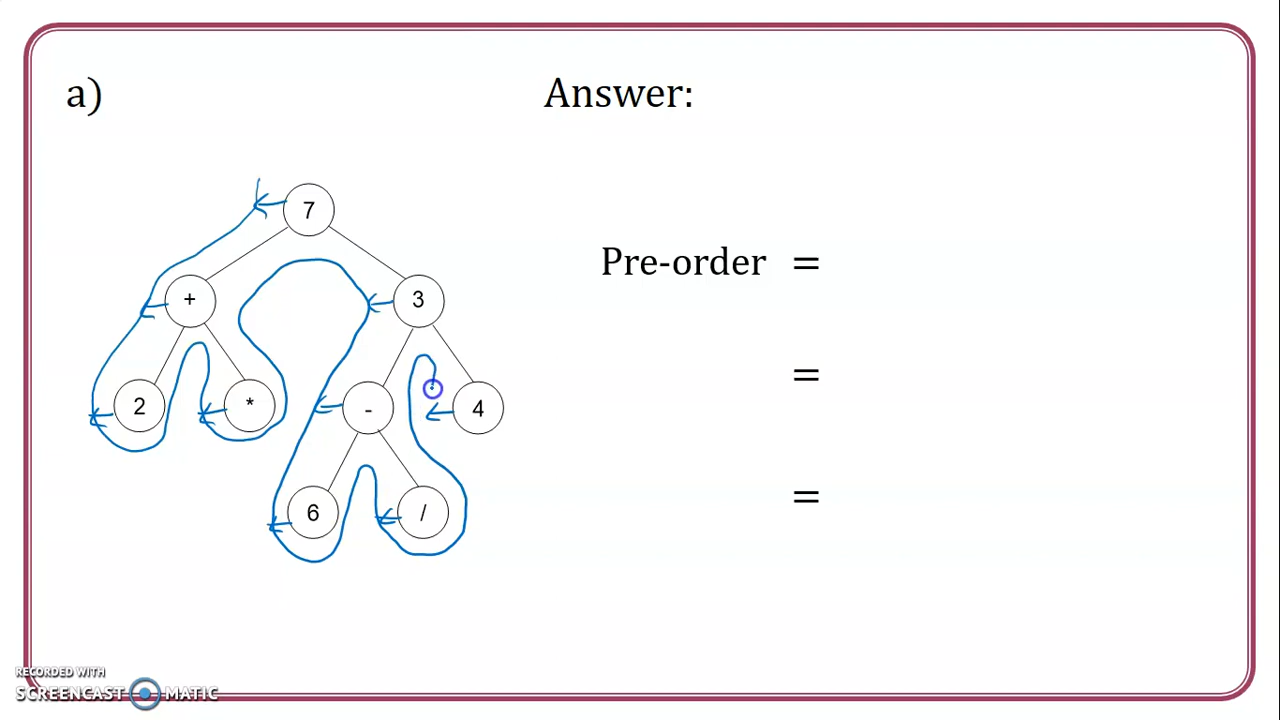 a) Answer:
7
+ 3
2 * - 4
6 /
Pre-order =
=
=
RECORDED WITH
SCREENCAST MATIC